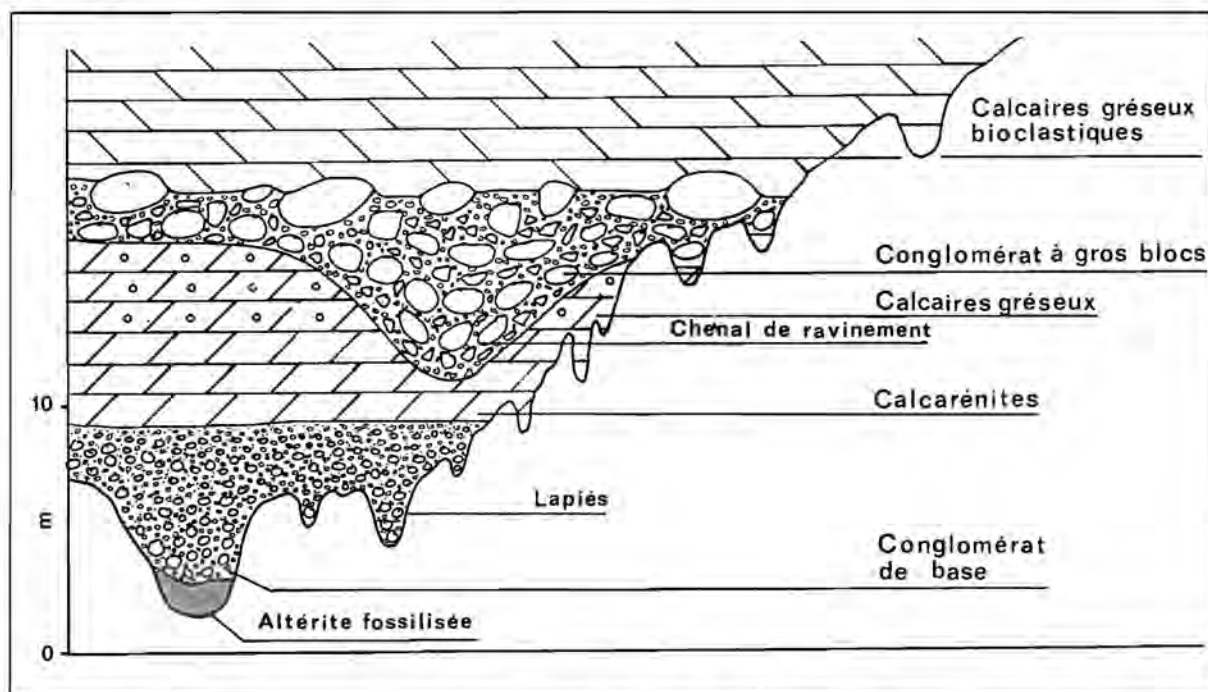 Calcaires gréseux
bioclastiques
Conglomérat à gros blocs
Calcaires gréseux
Chenal de ravinement
10
Calcarénites
Lapiés
m
Conglomérat
de base
Altérite fossilisée
0